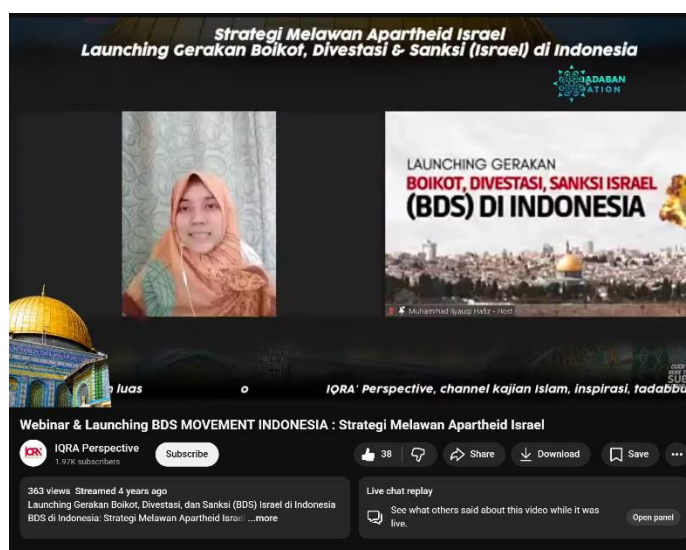 Strategi Melawan Apartheid Israel
Launching Gerakan Boikot, Divestasi & Sanksi (Israel) di Indonesia
ADABAN
ATION
LAUNCHING GERAKAN
BOIKOT, DIVESTASI, SANKSI ISRAEL
(BDS) DI INDONESIA
Muhammad Syauqi Hafiz - Host
luas o IQRA' Perspective, channel kajian Islam, inspirasi, tadabbu
SUB
Webinar & Launching BDS MOVEMENT INDONESIA : Strategi Melawan Apartheid Israel
IQRA Perspective
1.97K subscribers
Subscribe
38
Share
Download
Save
363 views Streamed 4 years ago
Launching Gerakan Boikot, Divestasi, dan Sanksi (BDS) Israel di Indonesia
BDS di Indonesia: Strategi Melawan Apartheid Israel ...more
Live chat replay
See what others said about this video while it was
live.
Open panel